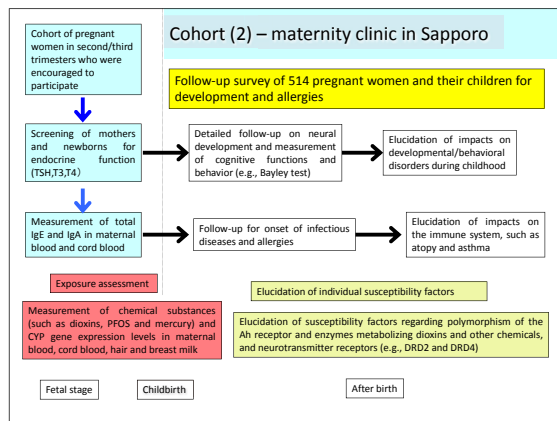 Cohort of pregnant
women in second/third
trimesters who were
encouraged to
participate
Cohort (2) – maternity clinic in Sapporo
Follow-up survey of 514 pregnant women and their children for
development and allergies
Screening of mothers
and newborns for
endocrine function
(TSH,T3,T4)
Detailed follow-up on neural
development and measurement
of cognitive functions and
behavior (e.g., Bayley test)
Elucidation of impacts on
developmental/behavioral
disorders during childhood
Measurement of total
IgE and IgA in maternal
blood and cord blood
Follow-up for onset of infectious
diseases and allergies
Elucidation of impacts on
the immune system, such
as atopy and asthma
Exposure assessment
Elucidation of individual susceptibility factors
Measurement of chemical substances
(such as dioxins, PFOS and mercury) and
CYP gene expression levels in maternal
blood, cord blood, hair and breast milk
Elucidation of susceptibility factors regarding polymorphism of the
Ah receptor and enzymes metabolizing dioxins and other chemicals,
and neurotransmitter receptors (e.g., DRD2 and DRD4)
Fetal stage
Childbirth
After birth